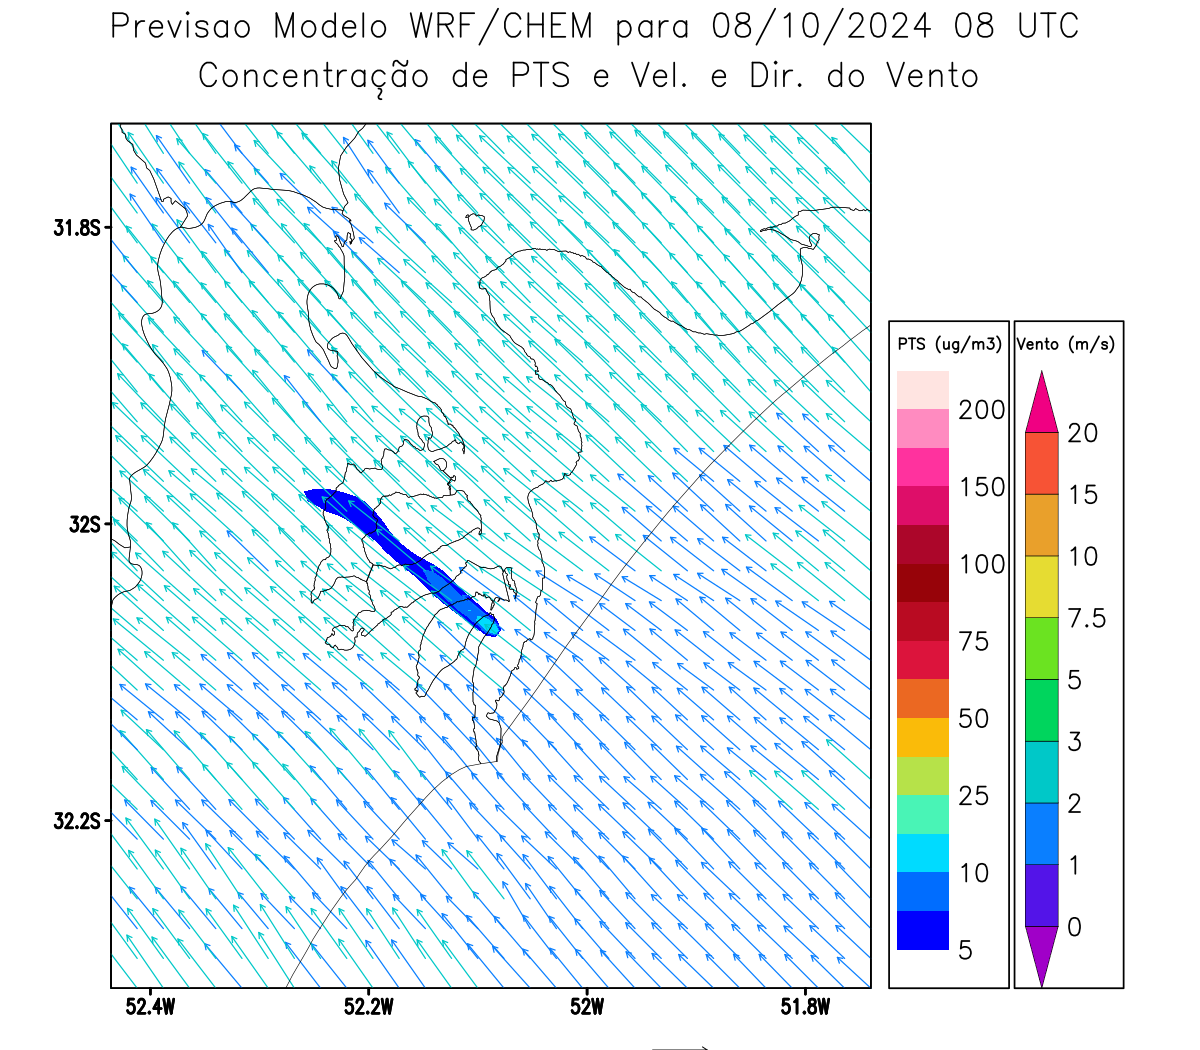 Previsao Modelo WRF/CHEM para 08/10/2024 08 UTC
Concentração de PTS e Vel. e Dir. do Vento
31.8S
32S
32.2S
52.4W 52.2W 52W 51.8W
PTS (ug/m3)
200
150
100
75
50
25
10
5
Vento (m/s)
20
15
10
7.5
5
3
2
1
0